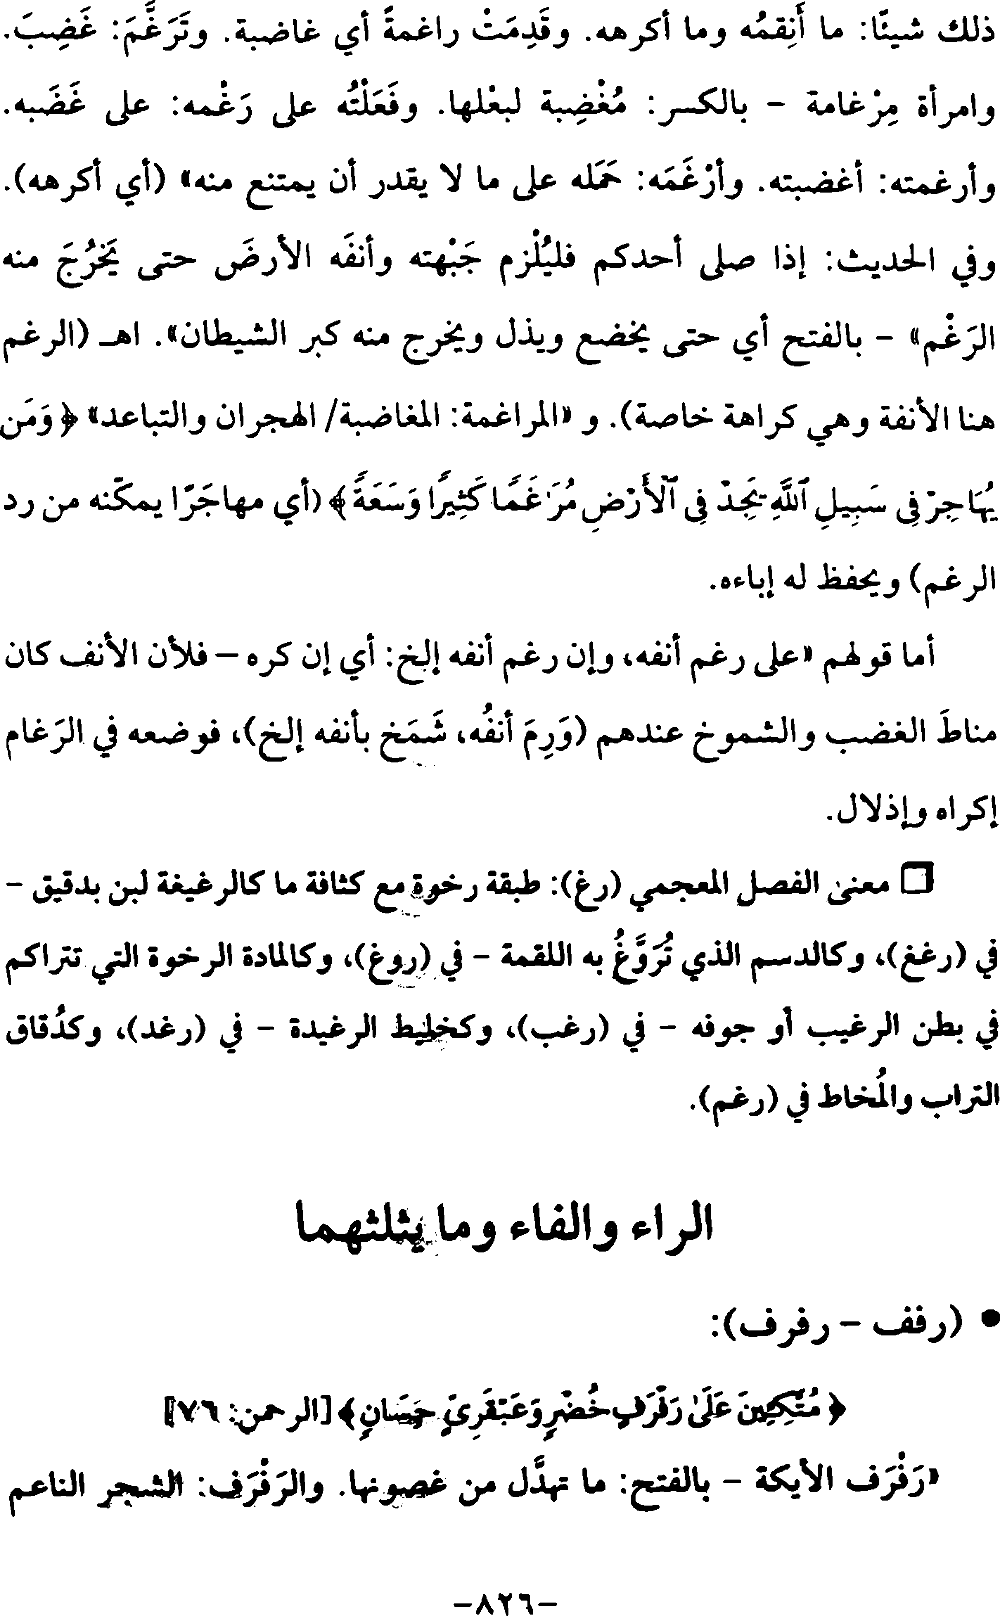 ذلك شيئًا: ما أَنِقمُه وما أكرهه. وقَدِمَتْ راغمةً أي غاضبة. وتَرَغَّمَ: غَضِبَ.
وامرأة مِرْغامة - بالكسر: مُغْضِبة لبعْلها. وفَعَلْتُه على رَغْمه: على غَضَبه.
وأرغمته: أغضبته. وأرْغَمَه: حَمَله على ما لا يقدر أن يمتنع منه» (أي أكرهه).
وفي الحديث: إذا صلى أحدكم فليُلْزم جَبْهته وأنفَه الأرضَ حتى يَخرُجَ منه
الرَغْم» - بالفتح أي حتى يخضع ويذل ويخرج منه كبر الشيطان». اهـ (الرغم
هنا الأنفة وهي كراهة خاصة). و «المراغمة: المغاضبة/ الهجران والتباعد» ﴿وَمَن
يُهَاجِرْ فِي سَبِيلِ ٱللَّهِ يَجِدْ فِي ٱلْأَرْضِ مُرَٰغَمًا كَثِيرًا وَسَعَةً﴾ (أي مهاجَرًا يمكّنه من رد
الرغم) ويحفظ له إباءه.
أما قولهم «على رغم أنفه، وإن رغم أنفه إلخ: أي إن كره – فلأن الأنف كان
مناطَ الغضب والشموخ عندهم (وَرِمَ أنفُه، شَمَخ بأنفه إلخ)، فوضعه في الرَغام
إكراه وإذلال.
❒ معنى الفصل المعجمي (رغ): طبقة رخوة مع كثافة ما كالرغيغة لبن بدقيق -
في (رغغ)، وكالدسم الذي تُرَوَّغُ به اللقمة - في (روغ)، وكالمادة الرخوة التي تتراكم
في بطن الرغيب أو جوفه - في (رغب)، وكخليط الرغيدة - في (رغد)، وكدُقاق
التراب والمُخاط في (رغم).
الراء والفاء وما يثلثهما
• (رفف - رفرف):
﴿مُتَّكِـِٔينَ عَلَىٰ رَفْرَفٍ خُضْرٍ وَعَبْقَرِيٍّ حِسَانٍ﴾ [الرحمن: ٧٦]
«رَفْرَف الأيكة - بالفتح: ما تهدَّل من غصونها. والرَفْرَف: الشجر الناعم
-٨٢٦-